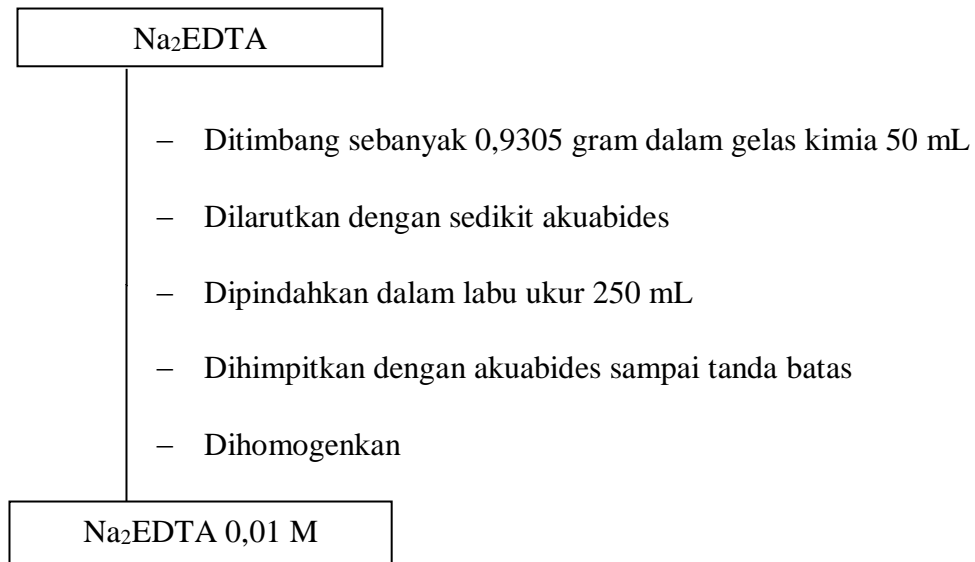 Na₂EDTA
– Ditimbang sebanyak 0,9305 gram dalam gelas kimia 50 mL
– Dilarutkan dengan sedikit akuabides
– Dipindahkan dalam labu ukur 250 mL
– Dihimpitkan dengan akuabides sampai tanda batas
– Dihomogenkan
Na₂EDTA 0,01 M